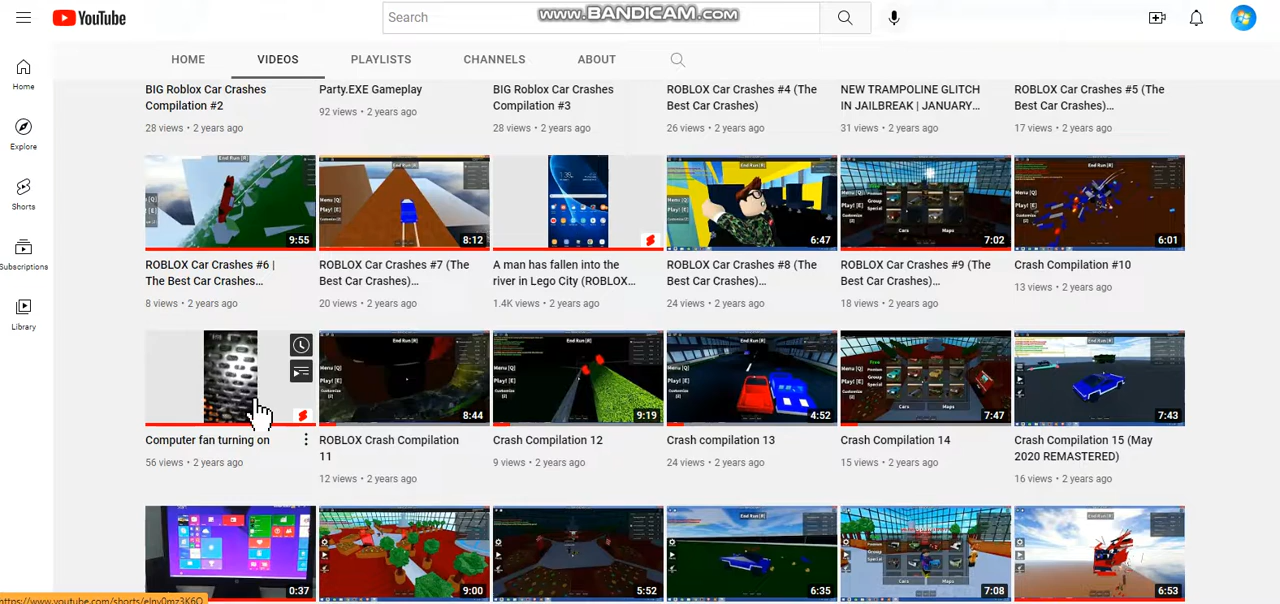 YouTube
Search
www.BANDICAM.com
HOME
VIDEOS
PLAYLISTS
CHANNELS
ABOUT
Home
Explore
Shorts
Subscriptions
Library
BIG Roblox Car Crashes
Compilation #2
28 views • 2 years ago
Party.EXE Gameplay
92 views • 2 years ago
BIG Roblox Car Crashes
Compilation #3
28 views • 2 years ago
ROBLOX Car Crashes #4 (The
Best Car Crashes)
26 views • 2 years ago
NEW TRAMPOLINE GLITCH
IN JAILBREAK | JANUARY...
31 views • 2 years ago
ROBLOX Car Crashes #5 (The
Best Car Crashes)...
17 views • 2 years ago
9:55
ROBLOX Car Crashes #6 |
The Best Car Crashes...
8 views • 2 years ago
8:12
ROBLOX Car Crashes #7 (The
Best Car Crashes)...
20 views • 2 years ago
A man has fallen into the
river in Lego City (ROBLOX...
1.4K views • 2 years ago
6:47
ROBLOX Car Crashes #8 (The
Best Car Crashes)...
24 views • 2 years ago
7:02
ROBLOX Car Crashes #9 (The
Best Car Crashes)...
18 views • 2 years ago
6:01
Crash Compilation #10
13 views • 2 years ago
Computer fan turning on
56 views • 2 years ago
8:44
ROBLOX Crash Compilation
11
12 views • 2 years ago
9:19
Crash Compilation 12
9 views • 2 years ago
4:52
Crash compilation 13
24 views • 2 years ago
7:47
Crash Compilation 14
15 views • 2 years ago
7:43
Crash Compilation 15 (May
2020 REMASTERED)
16 views • 2 years ago
0:37
9:00
5:52
6:35
7:08
6:53